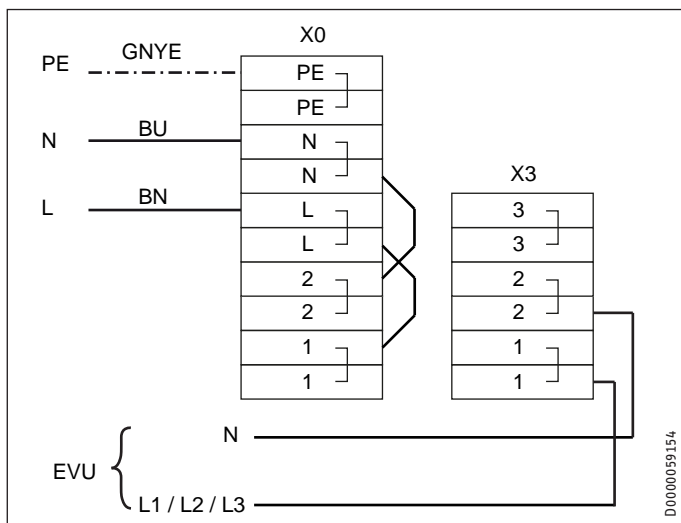 X0
PE GNYE PE
PE
N BU N
N
L BN L
L
2
2
1
1
X3
3
3
2
2
1
1
EVU
N
L1 / L2 / L3
D0000059154